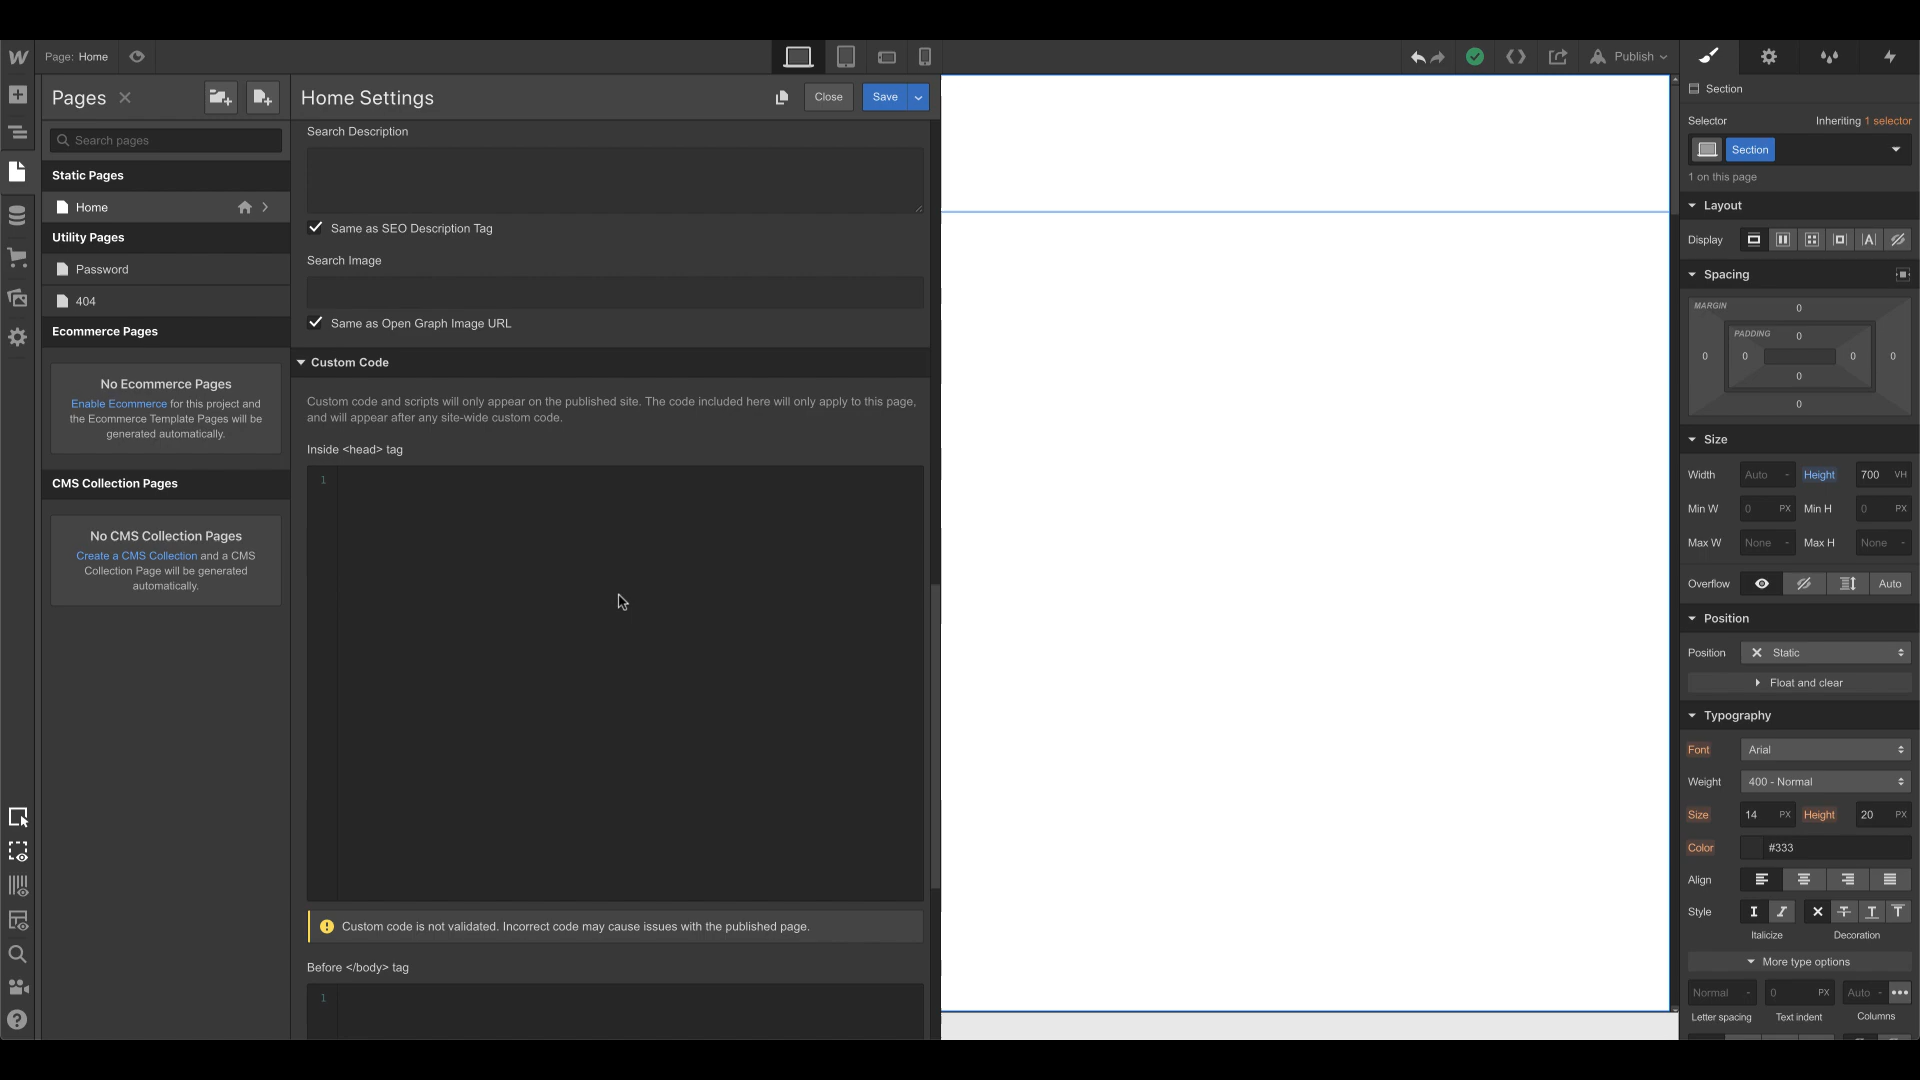 Page: Home
Publish
Pages
Home Settings
Close
Save
Search pages
Static Pages
Home
Utility Pages
Password
404
Ecommerce Pages
No Ecommerce Pages
Enable Ecommerce for this project and
the Ecommerce Template Pages will be
generated automatically.
CMS Collection Pages
No CMS Collection Pages
Create a CMS Collection and a CMS
Collection Page will be generated
automatically.
Search Description
Same as SEO Description Tag
Search Image
Same as Open Graph Image URL
Custom Code
Custom code and scripts will only appear on the published site. The code included here will only apply to this page,
and will appear after any site-wide custom code.
Inside <head> tag
1
Custom code is not validated. Incorrect code may cause issues with the published page.
Before </body> tag
1
Section
Selector Inheriting 1 selector
Section
1 on this page
Layout
Display
Spacing
MARGIN
0
PADDING
0
0 0 0 0
0
0
Size
Width Auto - Height 700 VH
Min W 0 PX Min H 0 PX
Max W None - Max H None -
Overflow Auto
Position
Position Static
Float and clear
Typography
Font Arial
Weight 400 - Normal
Size 14 PX Height 20 PX
Color #333
Align
Style
Italicize Decoration
More type options
Normal - 0 PX Auto -
Letter spacing Text indent Columns